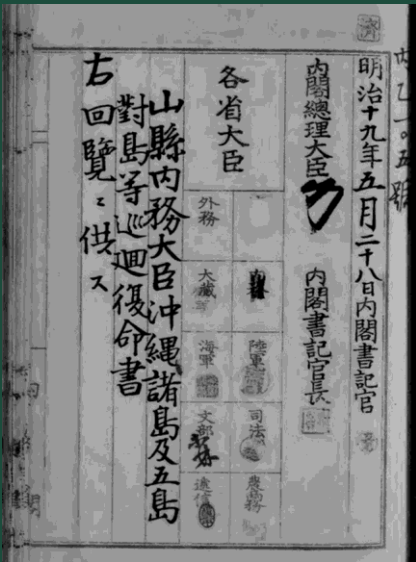 明治十九年五月二十八日内閣書記官
内閣總理大臣 内閣書記官長
各省大臣
陸軍 司法 農商務
外務 大藏 海軍 文部 遞信
山縣内務大臣沖縄諸島及五島
對島等巡廻復命書
右回覽ニ供ス